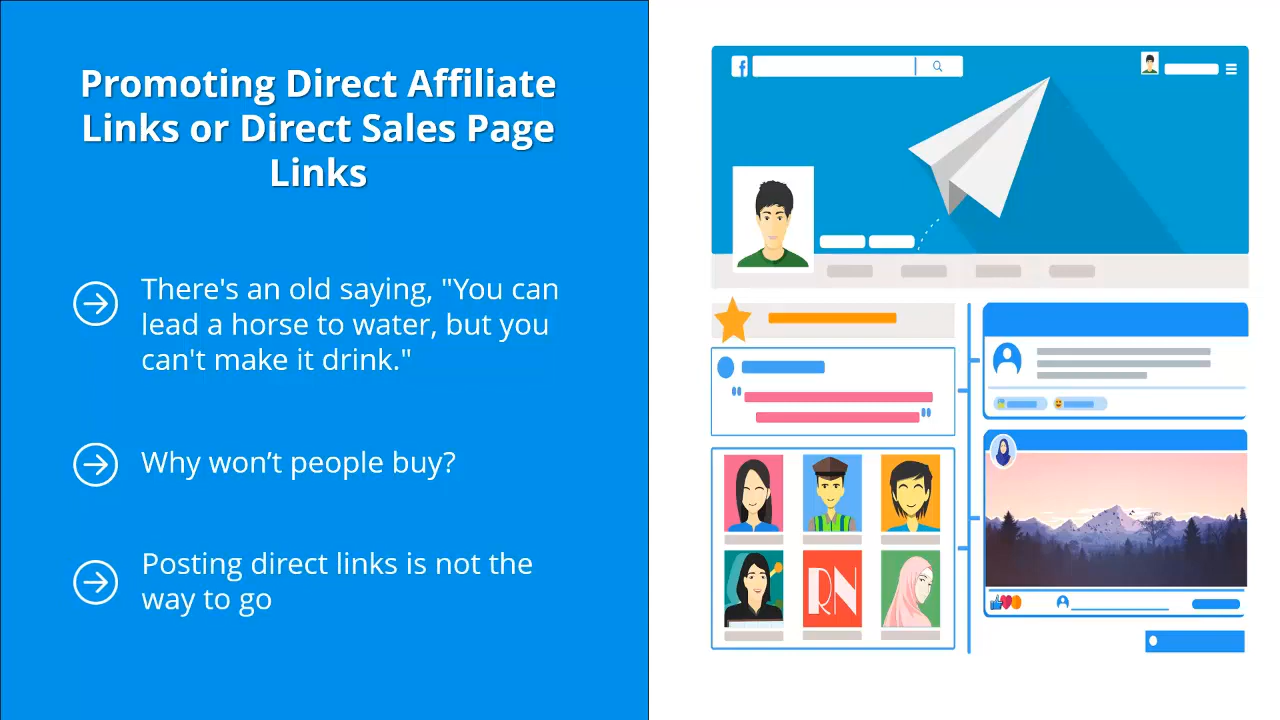 Promoting Direct Affiliate
Links or Direct Sales Page
Links
There's an old saying, "You can
lead a horse to water, but you
can't make it drink."
Why won’t people buy?
Posting direct links is not the
way to go
f
RN